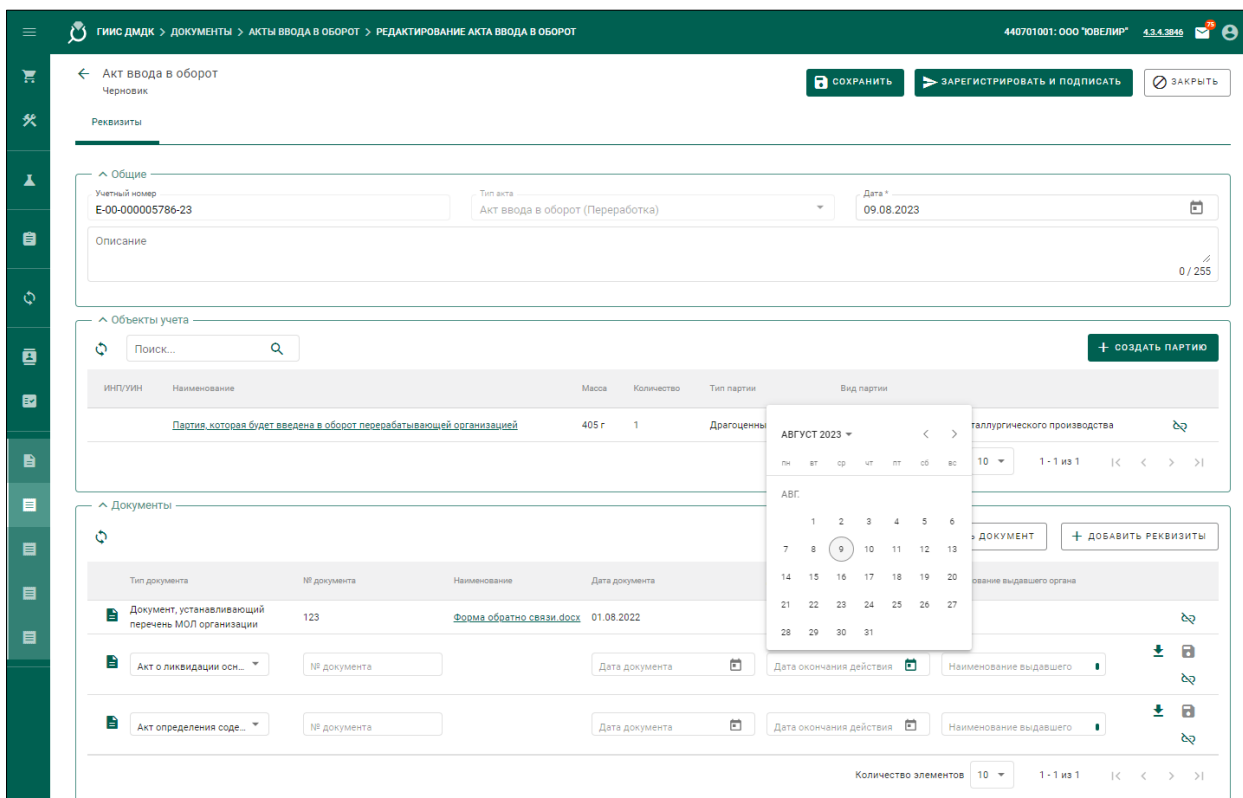 ГИИС ДМДК > ДОКУМЕНТЫ > АКТЫ ВВОДА В ОБОРОТ > РЕДАКТИРОВАНИЕ АКТА ВВОДА В ОБОРОТ
440701001: ООО "ЮВЕЛИР" 4.3.4.3846 75
Акт ввода в оборот
Черновик
СОХРАНИТЬ
ЗАРЕГИСТРИРОВАТЬ И ПОДПИСАТЬ
ЗАКРЫТЬ
Реквизиты
Общие
Учетный номер
E-00-000005786-23
Тип акта
Акт ввода в оборот (Переработка)
Дата *
09.08.2023
Описание
0 / 255
Объекты учета
Поиск...
+ СОЗДАТЬ ПАРТИЮ
ИНП/УИН Наименование Масса Количество Тип партии Вид партии
Партия, которая будет введена в оборот перерабатывающей организацией 405 г 1 Драгоценны таллургического производства
10 1 - 1 из 1
АВГУСТ 2023
ПН ВТ СР ЧТ ПТ СБ ВС
АВГ.
1 2 3 4 5 6
7 8 9 10 11 12 13
14 15 16 17 18 19 20
21 22 23 24 25 26 27
28 29 30 31
Документы
Ь ДОКУМЕНТ
+ ДОБАВИТЬ РЕКВИЗИТЫ
Тип документа № документа Наименование Дата документа ование выдавшего органа
Документ, устанавливающий
перечень МОЛ организации
123 Форма обратно связи.docx 01.08.2022
Акт о ликвидации осн... № документа Дата документа Дата окончания действия Наименование выдавшего
Акт определения соде... № документа Дата документа Дата окончания действия Наименование выдавшего
Количество элементов 10 1 - 1 из 1